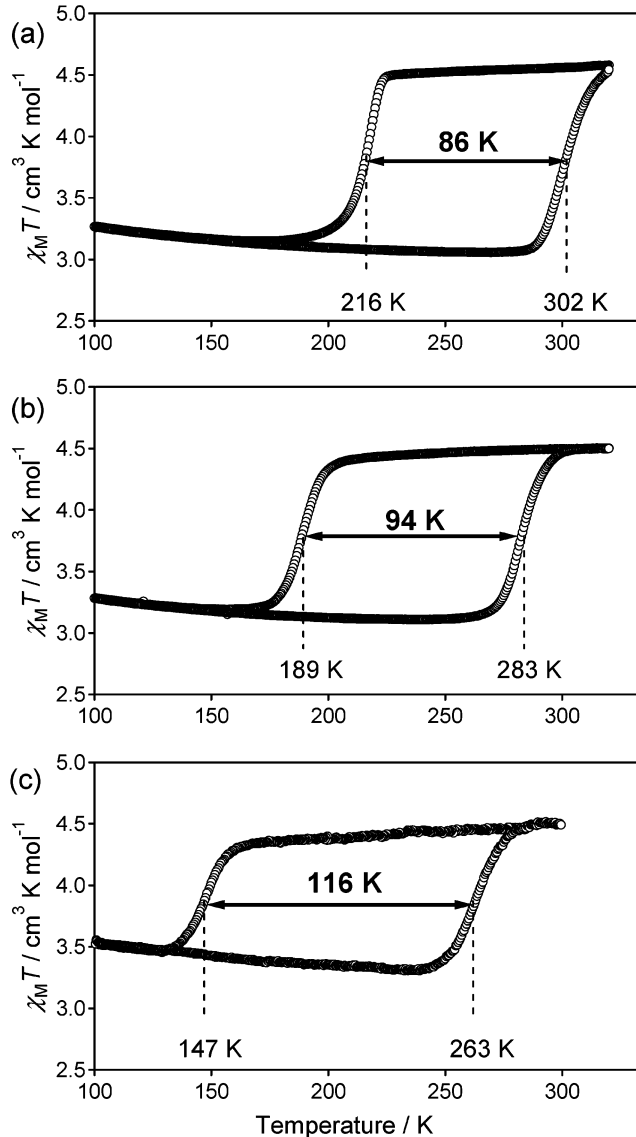 (a)
5.0
4.5
4.0
3.5
3.0
2.5
χMT / cm³ K mol⁻¹
86 K
216 K
302 K
100
150
200
250
300
(b)
5.0
4.5
4.0
3.5
3.0
2.5
χMT / cm³ K mol⁻¹
94 K
189 K
283 K
100
150
200
250
300
(c)
5.0
4.5
4.0
3.5
3.0
2.5
χMT / cm³ K mol⁻¹
116 K
147 K
263 K
100
150
200
250
300
Temperature / K